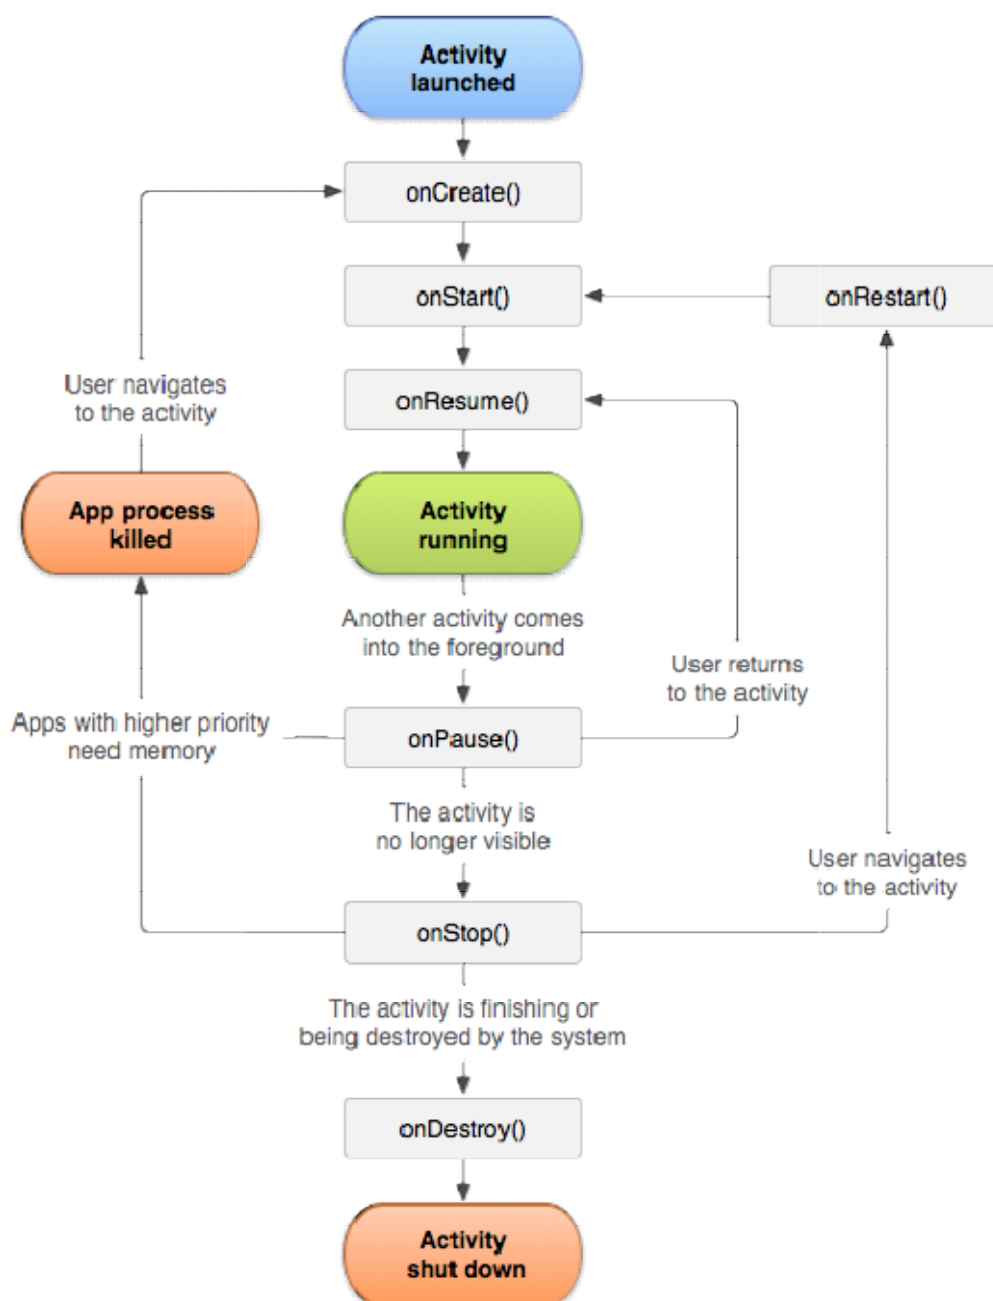 Activity
launched
onCreate()
onStart()
onRestart()
onResume()
User navigates
to the activity
App process
killed
Activity
running
Another activity comes
into the foreground
User returns
to the activity
Apps with higher priority
need memory
onPause()
The activity is
no longer visible
User navigates
to the activity
onStop()
The activity is finishing or
being destroyed by the system
onDestroy()
Activity
shut down